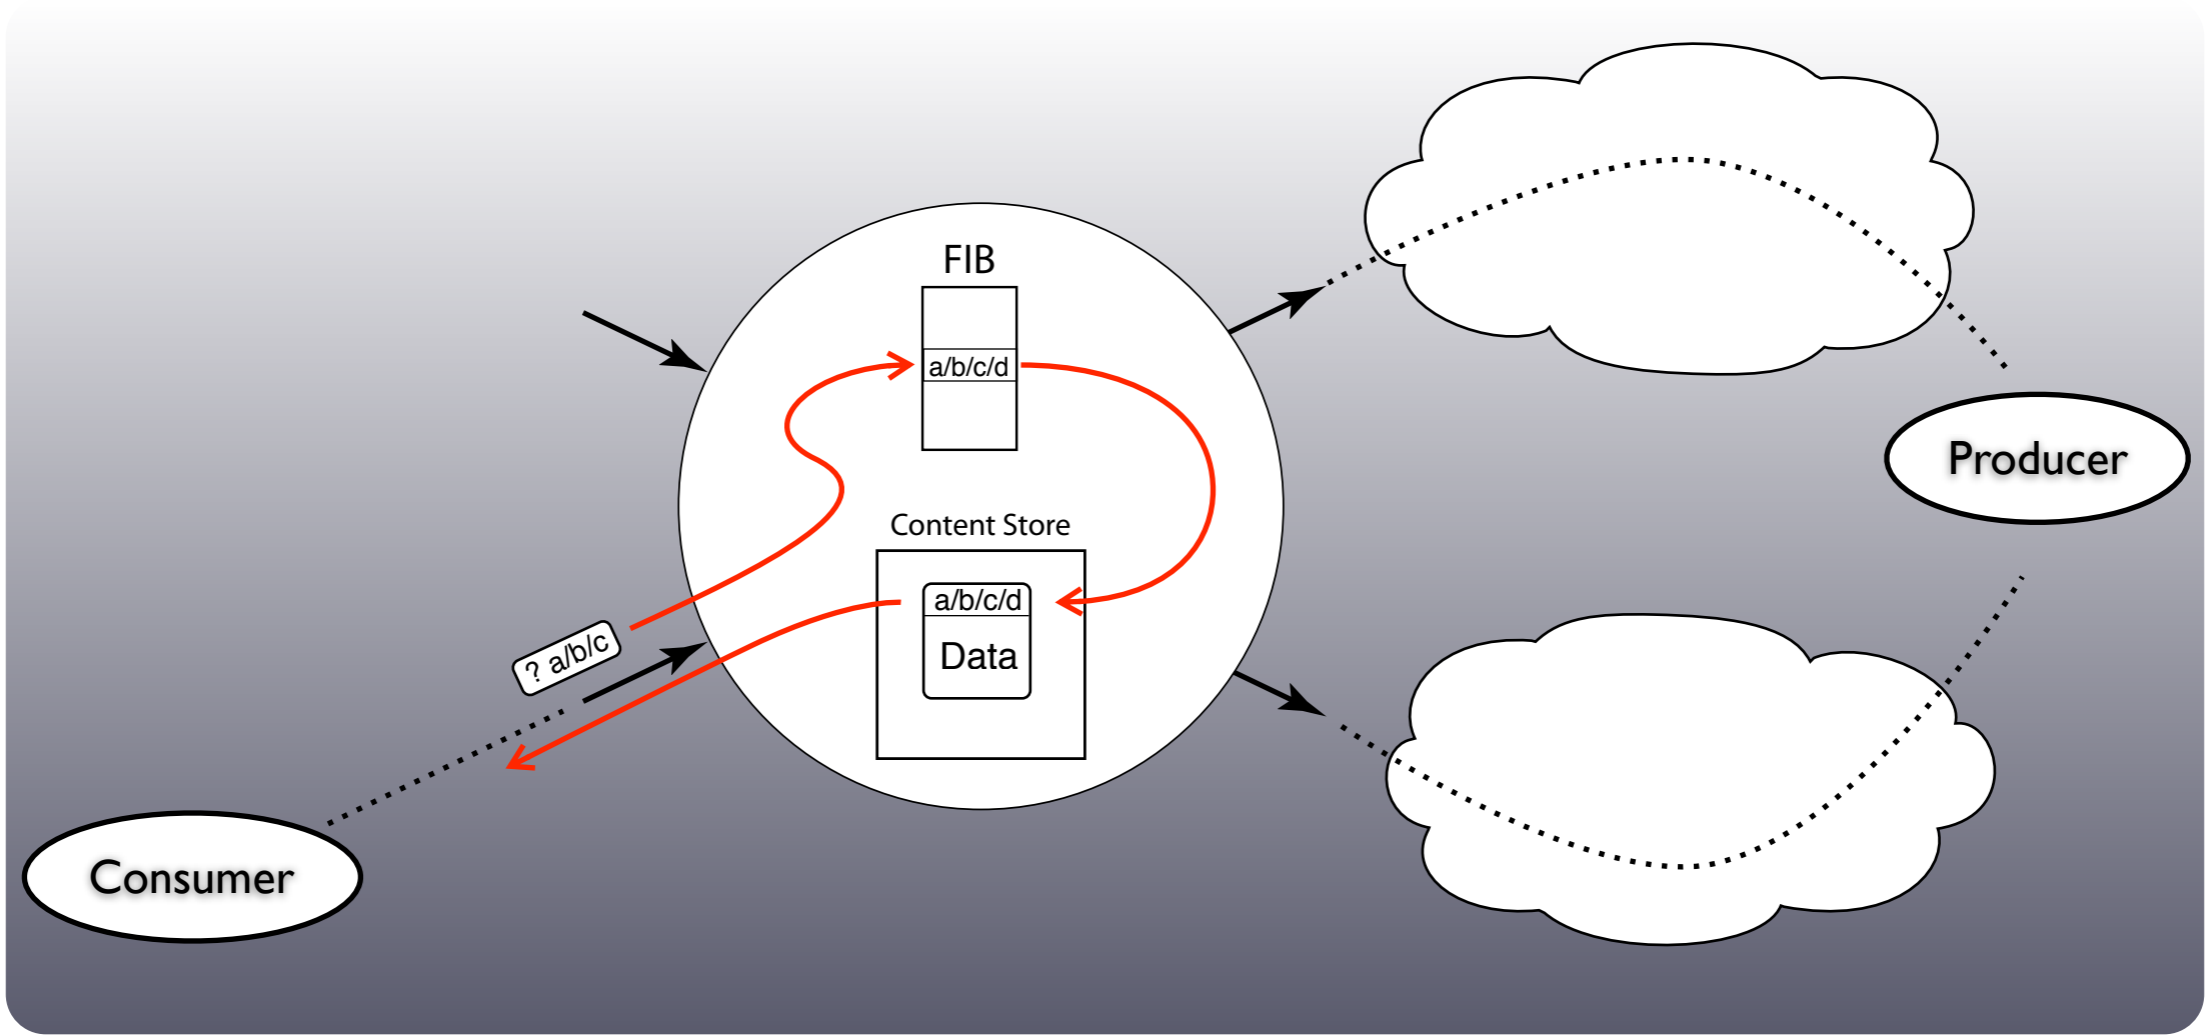 FIB
a/b/c/d
Producer
Content Store
a/b/c/d
? a/b/c
Data
Consumer